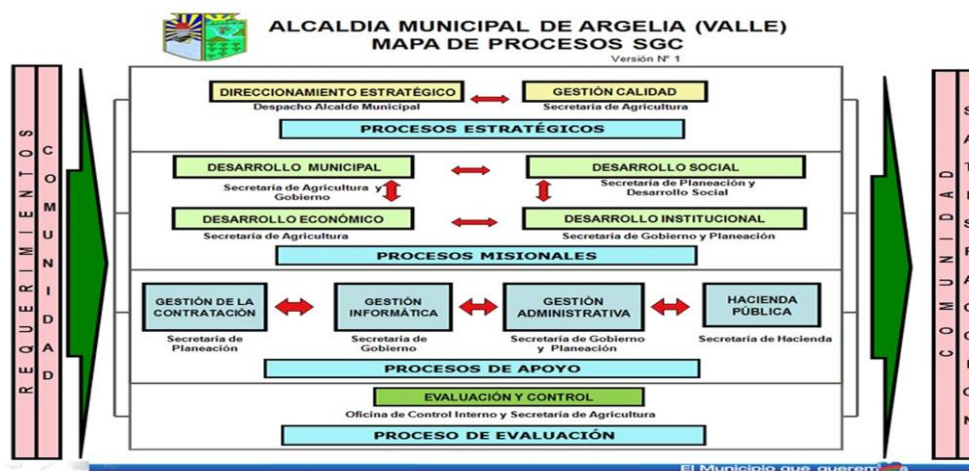 ALCALDIA MUNICIPAL DE ARGELIA (VALLE)
MAPA DE PROCESOS SGC
Versión N° 1
REQUERIMIENTOS
COMUNIDAD
DIRECCIONAMIENTO ESTRATÉGICO
Despacho Alcalde Municipal
GESTIÓN CALIDAD
Secretaría de Agricultura
PROCESOS ESTRATÉGICOS
DESARROLLO MUNICIPAL
Secretaría de Agricultura y
Gobierno
DESARROLLO SOCIAL
Secretaría de Planeación y
Desarrollo Social
DESARROLLO ECONÓMICO
Secretaría de Agricultura
DESARROLLO INSTITUCIONAL
Secretaría de Gobierno y Planeación
PROCESOS MISIONALES
GESTIÓN DE LA
CONTRATACIÓN
Secretaría de
Planeación
GESTIÓN
INFORMÁTICA
Secretaría de
Gobierno
GESTIÓN
ADMINISTRATIVA
Secretaría de Gobierno
y Planeación
HACIENDA
PÚBLICA
Secretaría de Hacienda
PROCESOS DE APOYO
EVALUACIÓN Y CONTROL
Oficina de Control Interno y Secretaría de Agricultura
PROCESO DE EVALUACIÓN
COMUNIDAD
SATISFACCION
El Municipio que